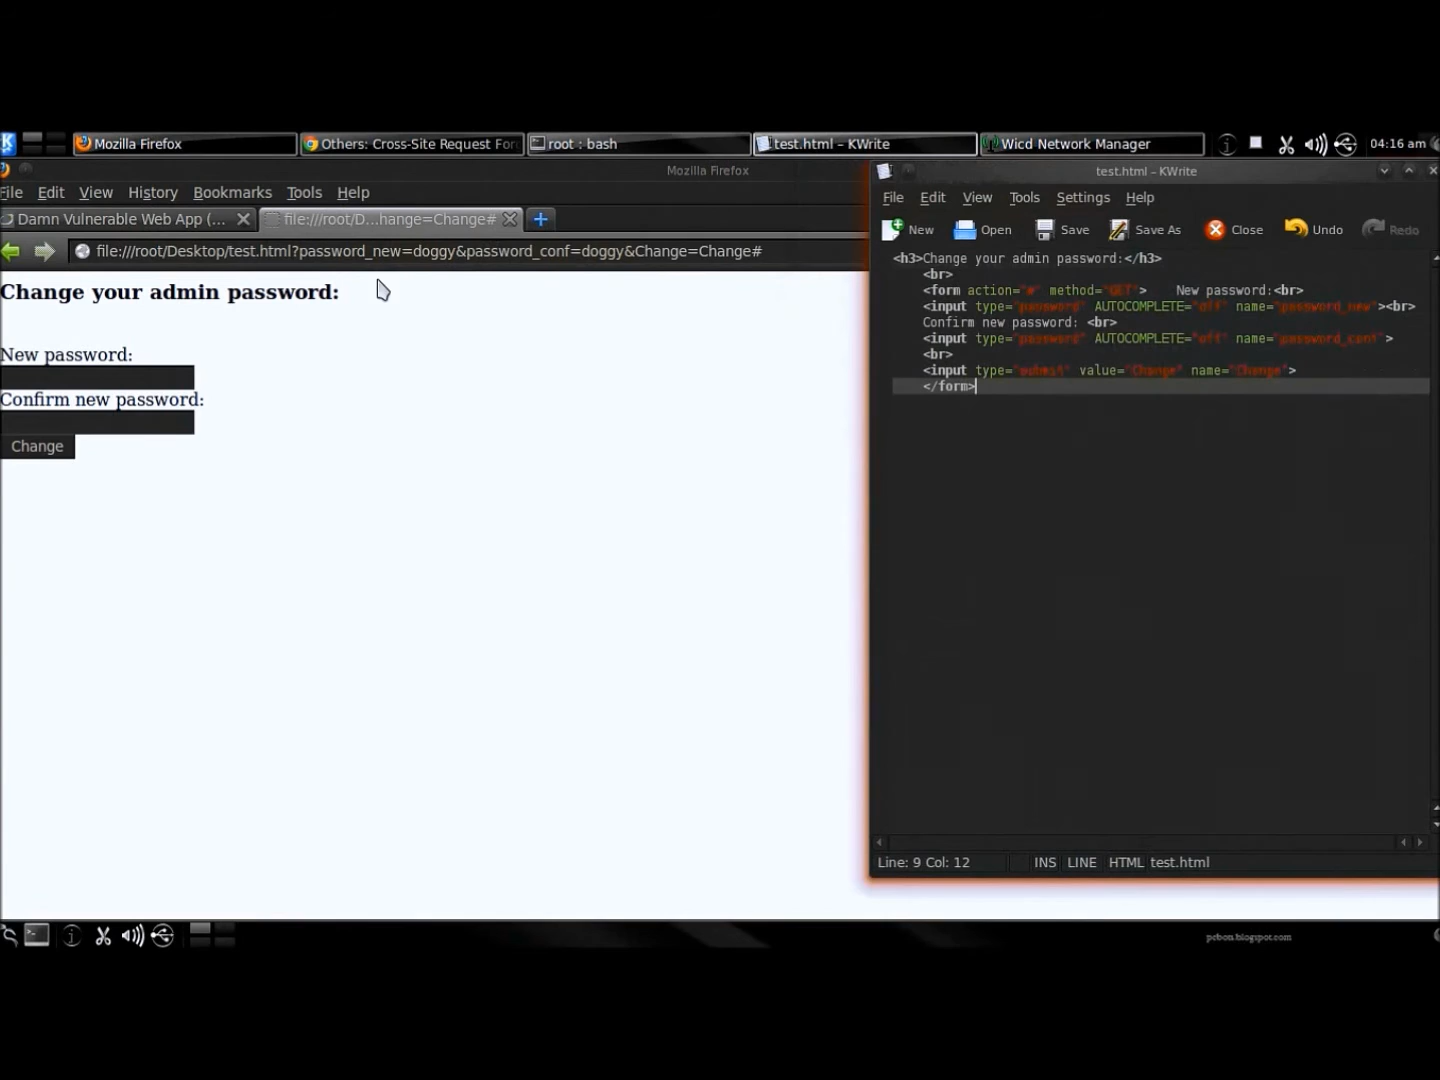 Mozilla Firefox
Others: Cross-Site Request For
root : bash
test.html – KWrite
Wicd Network Manager
04:16 am
Mozilla Firefox
File Edit View History Bookmarks Tools Help
Damn Vulnerable Web App (...
file:///root/D...hange=Change#
file:///root/Desktop/test.html?password_new=doggy&password_conf=doggy&Change=Change#
Change your admin password:
New password:
Confirm new password:
Change
test.html – KWrite
File Edit View Tools Settings Help
New Open Save Save As Close Undo Redo
<h3>Change your admin password:</h3>
<br>
<form action="#" method="GET"> New password:<br>
<input type="password" AUTOCOMPLETE="off" name="password_new"><br>
Confirm new password: <br>
<input type="password" AUTOCOMPLETE="off" name="password_conf">
<br>
<input type="submit" value="Change" name="Change">
</form>
Line: 9 Col: 12 INS LINE HTML test.html
pcbon.blogspot.com